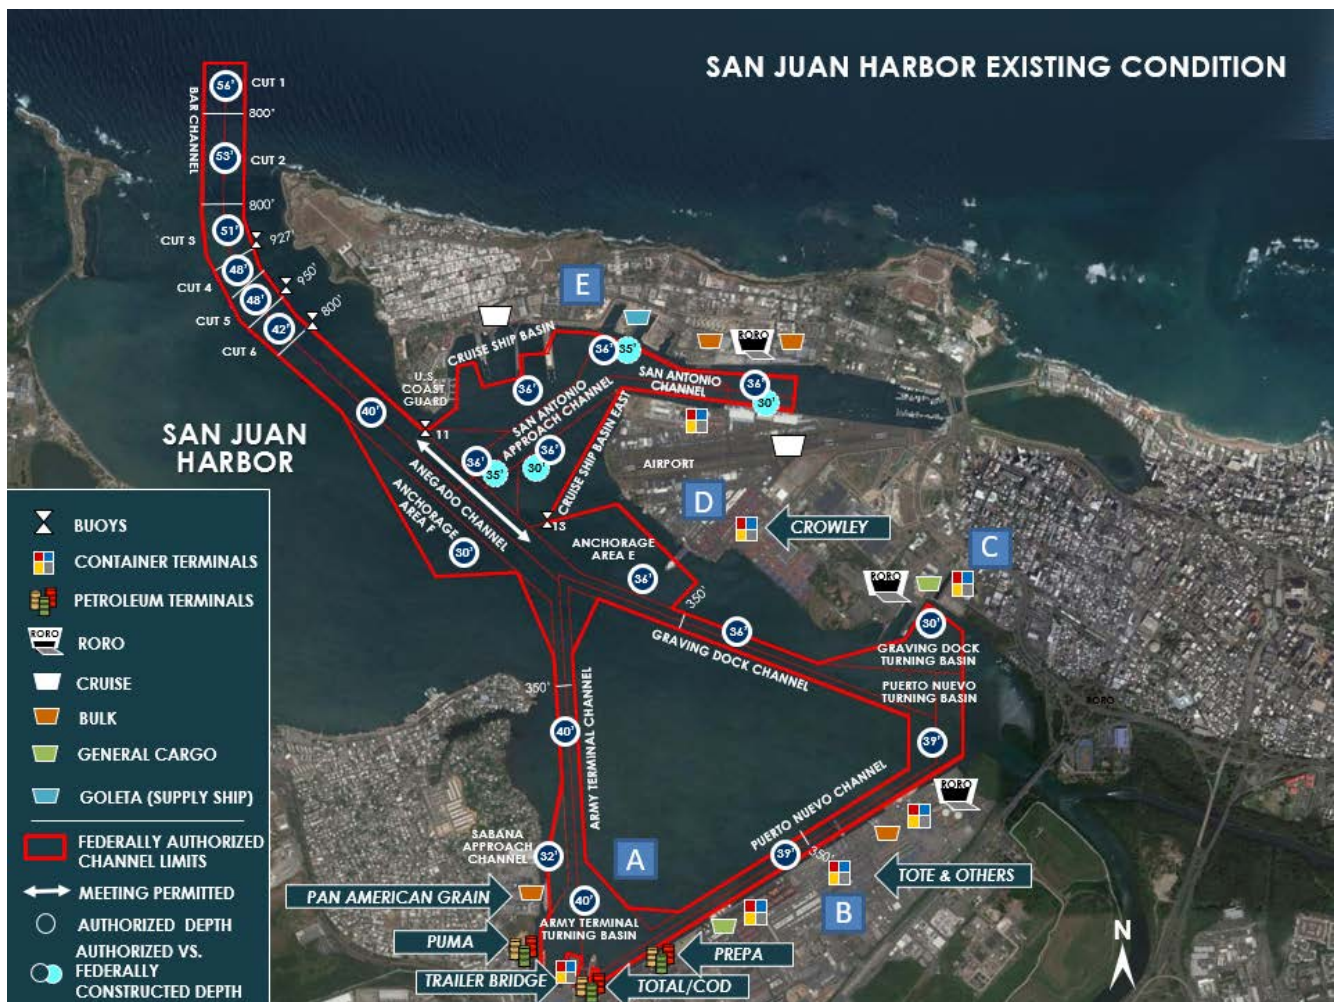 SAN JUAN HARBOR EXISTING CONDITION
56'
CUT 1
BAR CHANNEL
800'
53'
CUT 2
800'
51'
CUT 3
927'
48'
CUT 4
950'
48'
CUT 5
800'
42'
CUT 6
E
CRUISE SHIP BASIN
U.S.
COAST
GUARD
36'
35'
RORO
SAN ANTONIO
CHANNEL
36'
30'
36'
40'
11
SAN ANTONIO
APPROACH CHANNEL
36'
35'
36'
30'
CRUISE SHIP BASIN EAST
AIRPORT
SAN JUAN
HARBOR
ANEGADO CHANNEL
ANCHORAGE
AREA F
30'
13
D
CROWLEY
ANCHORAGE
AREA E
36'
C
RORO
350'
36'
GRAVING DOCK CHANNEL
30'
GRAVING DOCK
TURNING BASIN
PUERTO NUEVO
TURNING BASIN
RORO
39'
350'
40'
ARMY TERMINAL CHANNEL
PUERTO NUEVO CHANNEL
RORO
39'
350'
SABANA
APPROACH
CHANNEL
32'
A
PAN AMERICAN GRAIN
40'
ARMY TERMINAL
TURNING BASIN
TOTE & OTHERS
B
PUMA
PREPA
TRAILER BRIDGE
TOTAL/COD
N
BUOYS
CONTAINER TERMINALS
PETROLEUM TERMINALS
RORO
RORO
CRUISE
BULK
GENERAL CARGO
GOLETA (SUPPLY SHIP)
FEDERALLY AUTHORIZED
CHANNEL LIMITS
MEETING PERMITTED
AUTHORIZED DEPTH
AUTHORIZED VS.
FEDERALLY
CONSTRUCTED DEPTH